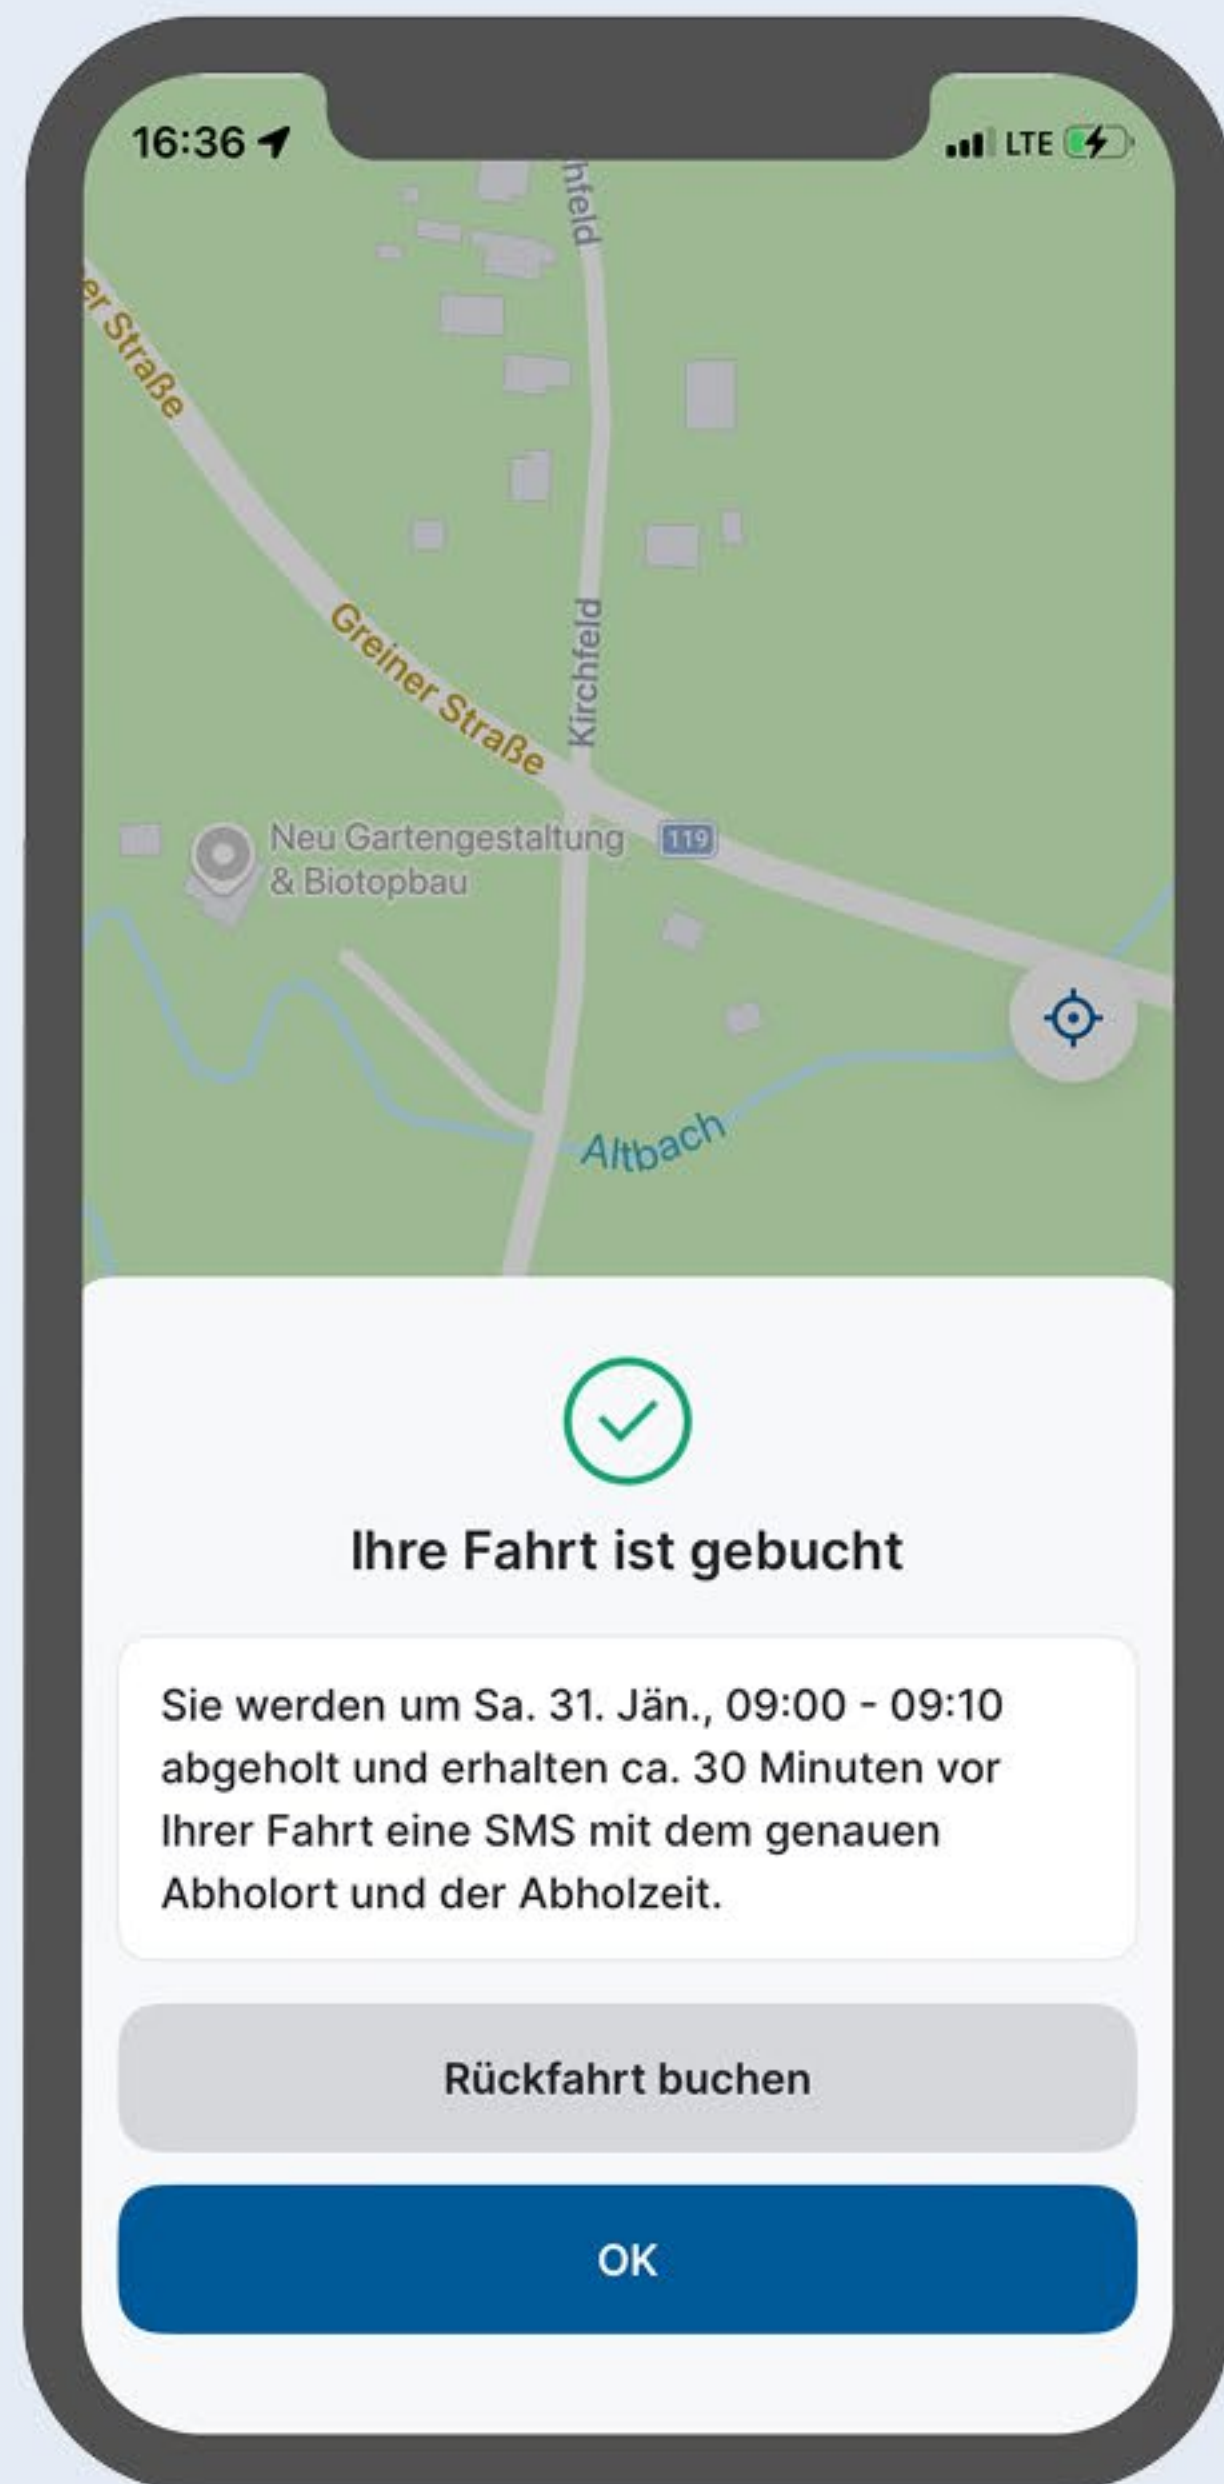 16:36
LTE
hfeld
er Straße
Greiner Straße
Kirchfeld
Neu Gartengestaltung
& Biotopbau
119
Altbach
Ihre Fahrt ist gebucht
Sie werden um Sa. 31. Jän., 09:00 - 09:10
abgeholt und erhalten ca. 30 Minuten vor
Ihrer Fahrt eine SMS mit dem genauen
Abholort und der Abholzeit.
Rückfahrt buchen
OK